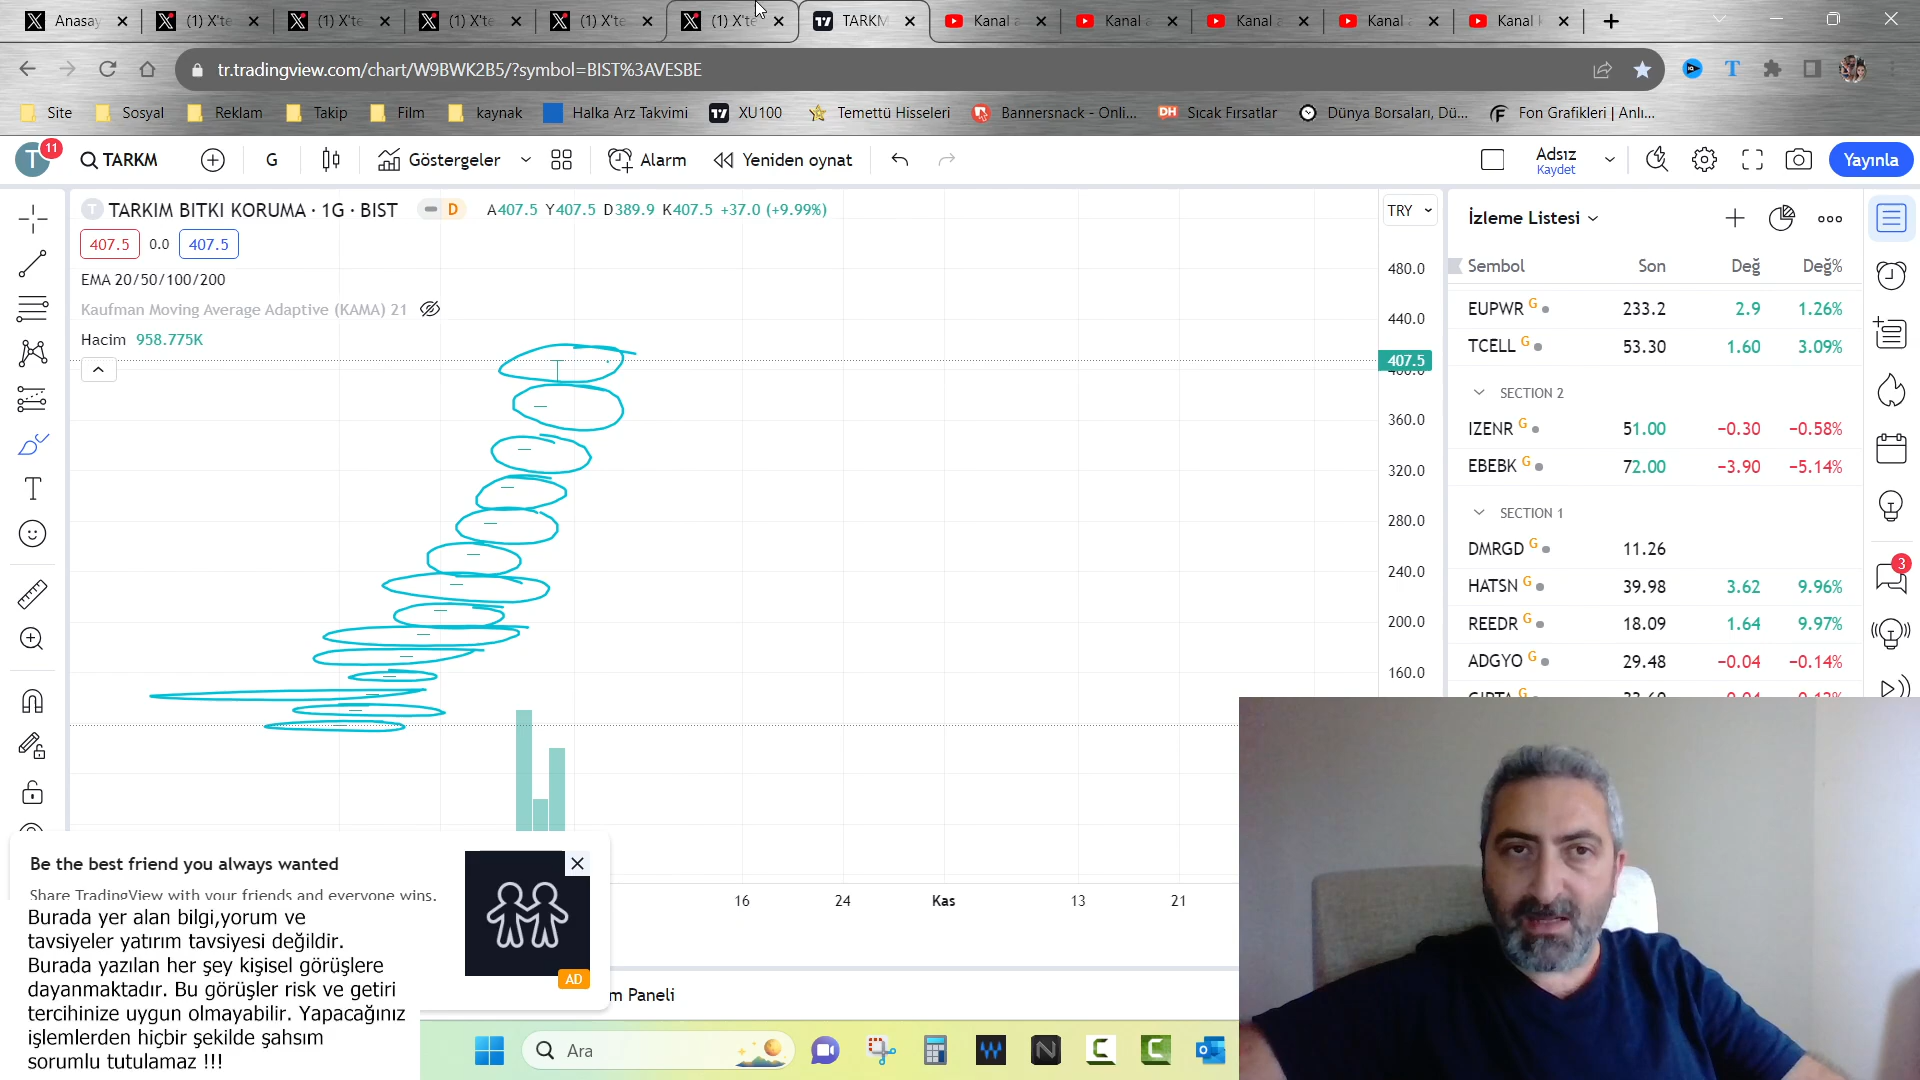 Anasay
(1) X'te
(1) X'te
(1) X'te
(1) X'te
(1) X'te
TARKM
Kanal
Kanal
Kanal
Kanal
Kanal
tr.tradingview.com/chart/W9BWK2B5/?symbol=BIST%3AVESBE
Site
Sosyal
Reklam
Takip
Film
kaynak
Halka Arz Takvimi
XU100
Temettü Hisseleri
Bannersnack - Onli...
DH Sıcak Fırsatlar
Dünya Borsaları, Dü...
Fon Grafikleri | Anlı...
T 11
TARKM
G
Göstergeler
Alarm
Yeniden oynat
Adsız
Kaydet
Yayınla
T TARKIM BITKI KORUMA · 1G · BIST D A407.5 Y407.5 D389.9 K407.5 +37.0 (+9.99%)
407.5 0.0 407.5
EMA 20/50/100/200
Kaufman Moving Average Adaptive (KAMA) 21
Hacim 958.775K
TRY
480.0
440.0
407.5
400.0
360.0
320.0
280.0
240.0
200.0
160.0
16 24 Kas 13 21
İzleme Listesi
Sembol Son Değ Değ%
EUPWR G 233.2 2.9 1.26%
TCELL G 53.30 1.60 3.09%
SECTION 2
IZENR G 51.00 −0.30 −0.58%
EBEBK G 72.00 −3.90 −5.14%
SECTION 1
DMRGD G 11.26
HATSN G 39.98 3.62 9.96%
REEDR G 18.09 1.64 9.97%
ADGYO G 29.48 −0.04 −0.14%
3
Be the best friend you always wanted
Share TradingView with your friends and everyone wins.
AD
Burada yer alan bilgi,yorum ve
tavsiyeler yatırım tavsiyesi değildir.
Burada yazılan her şey kişisel görüşlere
dayanmaktadır. Bu görüşler risk ve getiri
tercihinize uygun olmayabilir. Yapacağınız
işlemlerden hiçbir şekilde şahsım
sorumlu tutulamaz !!!
m Paneli
Ara